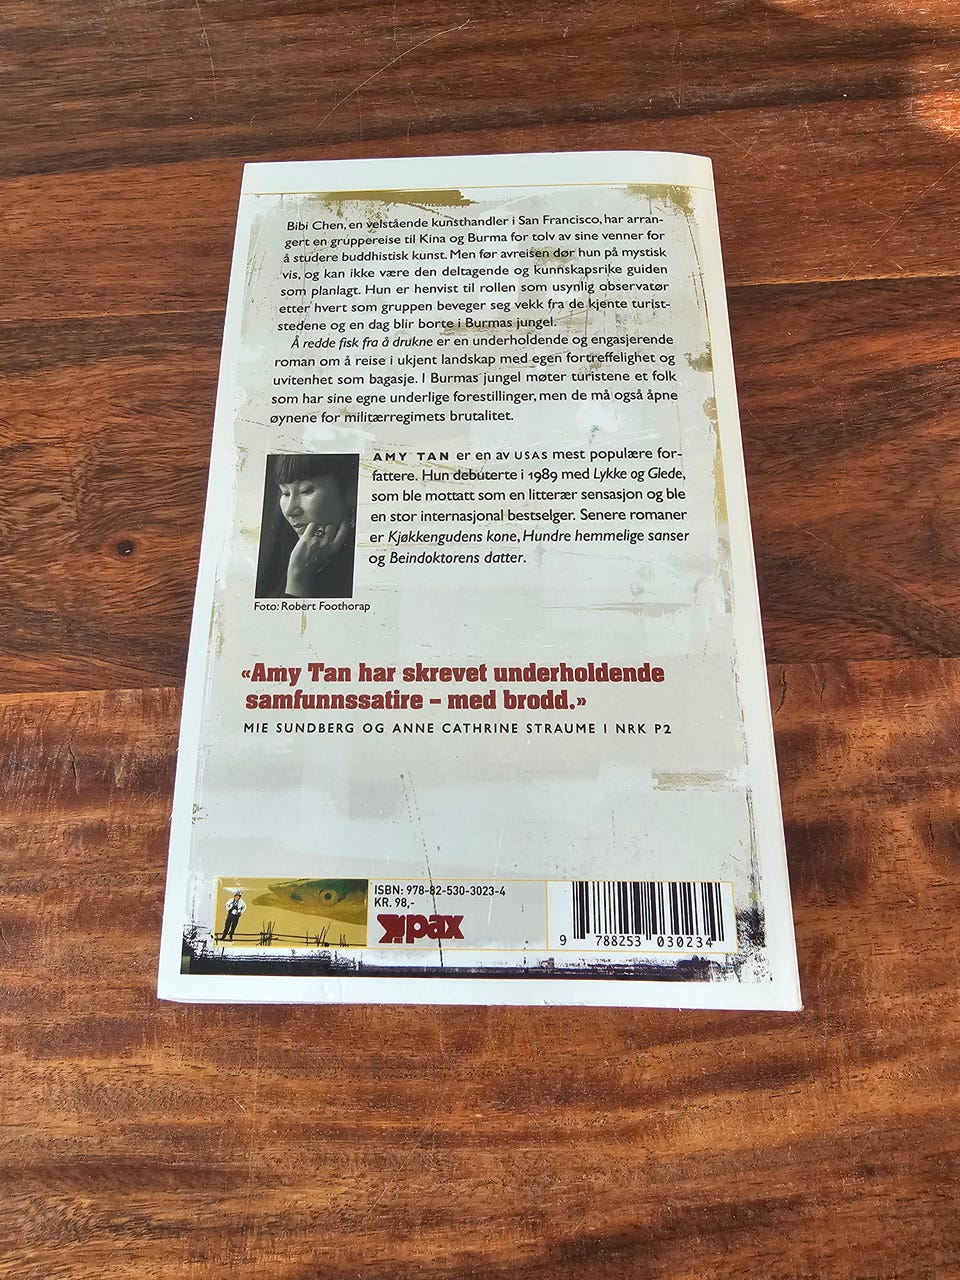 Bibi Chen, en velstående kunsthandler i San Francisco, har arran-
gert en gruppereise til Kina og Burma for tolv av sine venner for
å studere buddhistisk kunst. Men før avreisen dør hun på mystisk
vis, og kan ikke være den deltagende og kunnskapsrike guiden
som planlagt. Hun er henvist til rollen som usynlig observatør
etter hvert som gruppen beveger seg vekk fra de kjente turist-
stedene og en dag blir borte i Burmas jungel.
Å redde fisk fra å drukne er en underholdende og engasjerende
roman om å reise i ukjent landskap med egen fortreffelighet og
uvitenhet som bagasje. I Burmas jungel møter turistene et folk
som har sine egne underlige forestillinger, men de må også åpne
øynene for militærregimets brutalitet.
AMY TAN er en av USAS mest populære for-
fattere. Hun debuterte i 1989 med Lykke og Glede,
som ble mottatt som en litterær sensasjon og ble
en stor internasjonal bestselger. Senere romaner
er Kjøkkengudens kone, Hundre hemmelige sanser
og Beindoktorens datter.
Foto: Robert Foothorap
«Amy Tan har skrevet underholdende
samfunnssatire – med brodd.»
MIE SUNDBERG OG ANNE CATHRINE STRAUME I NRK P2
ISBN: 978-82-530-3023-4
KR. 98,-
pax
9 788253 030234